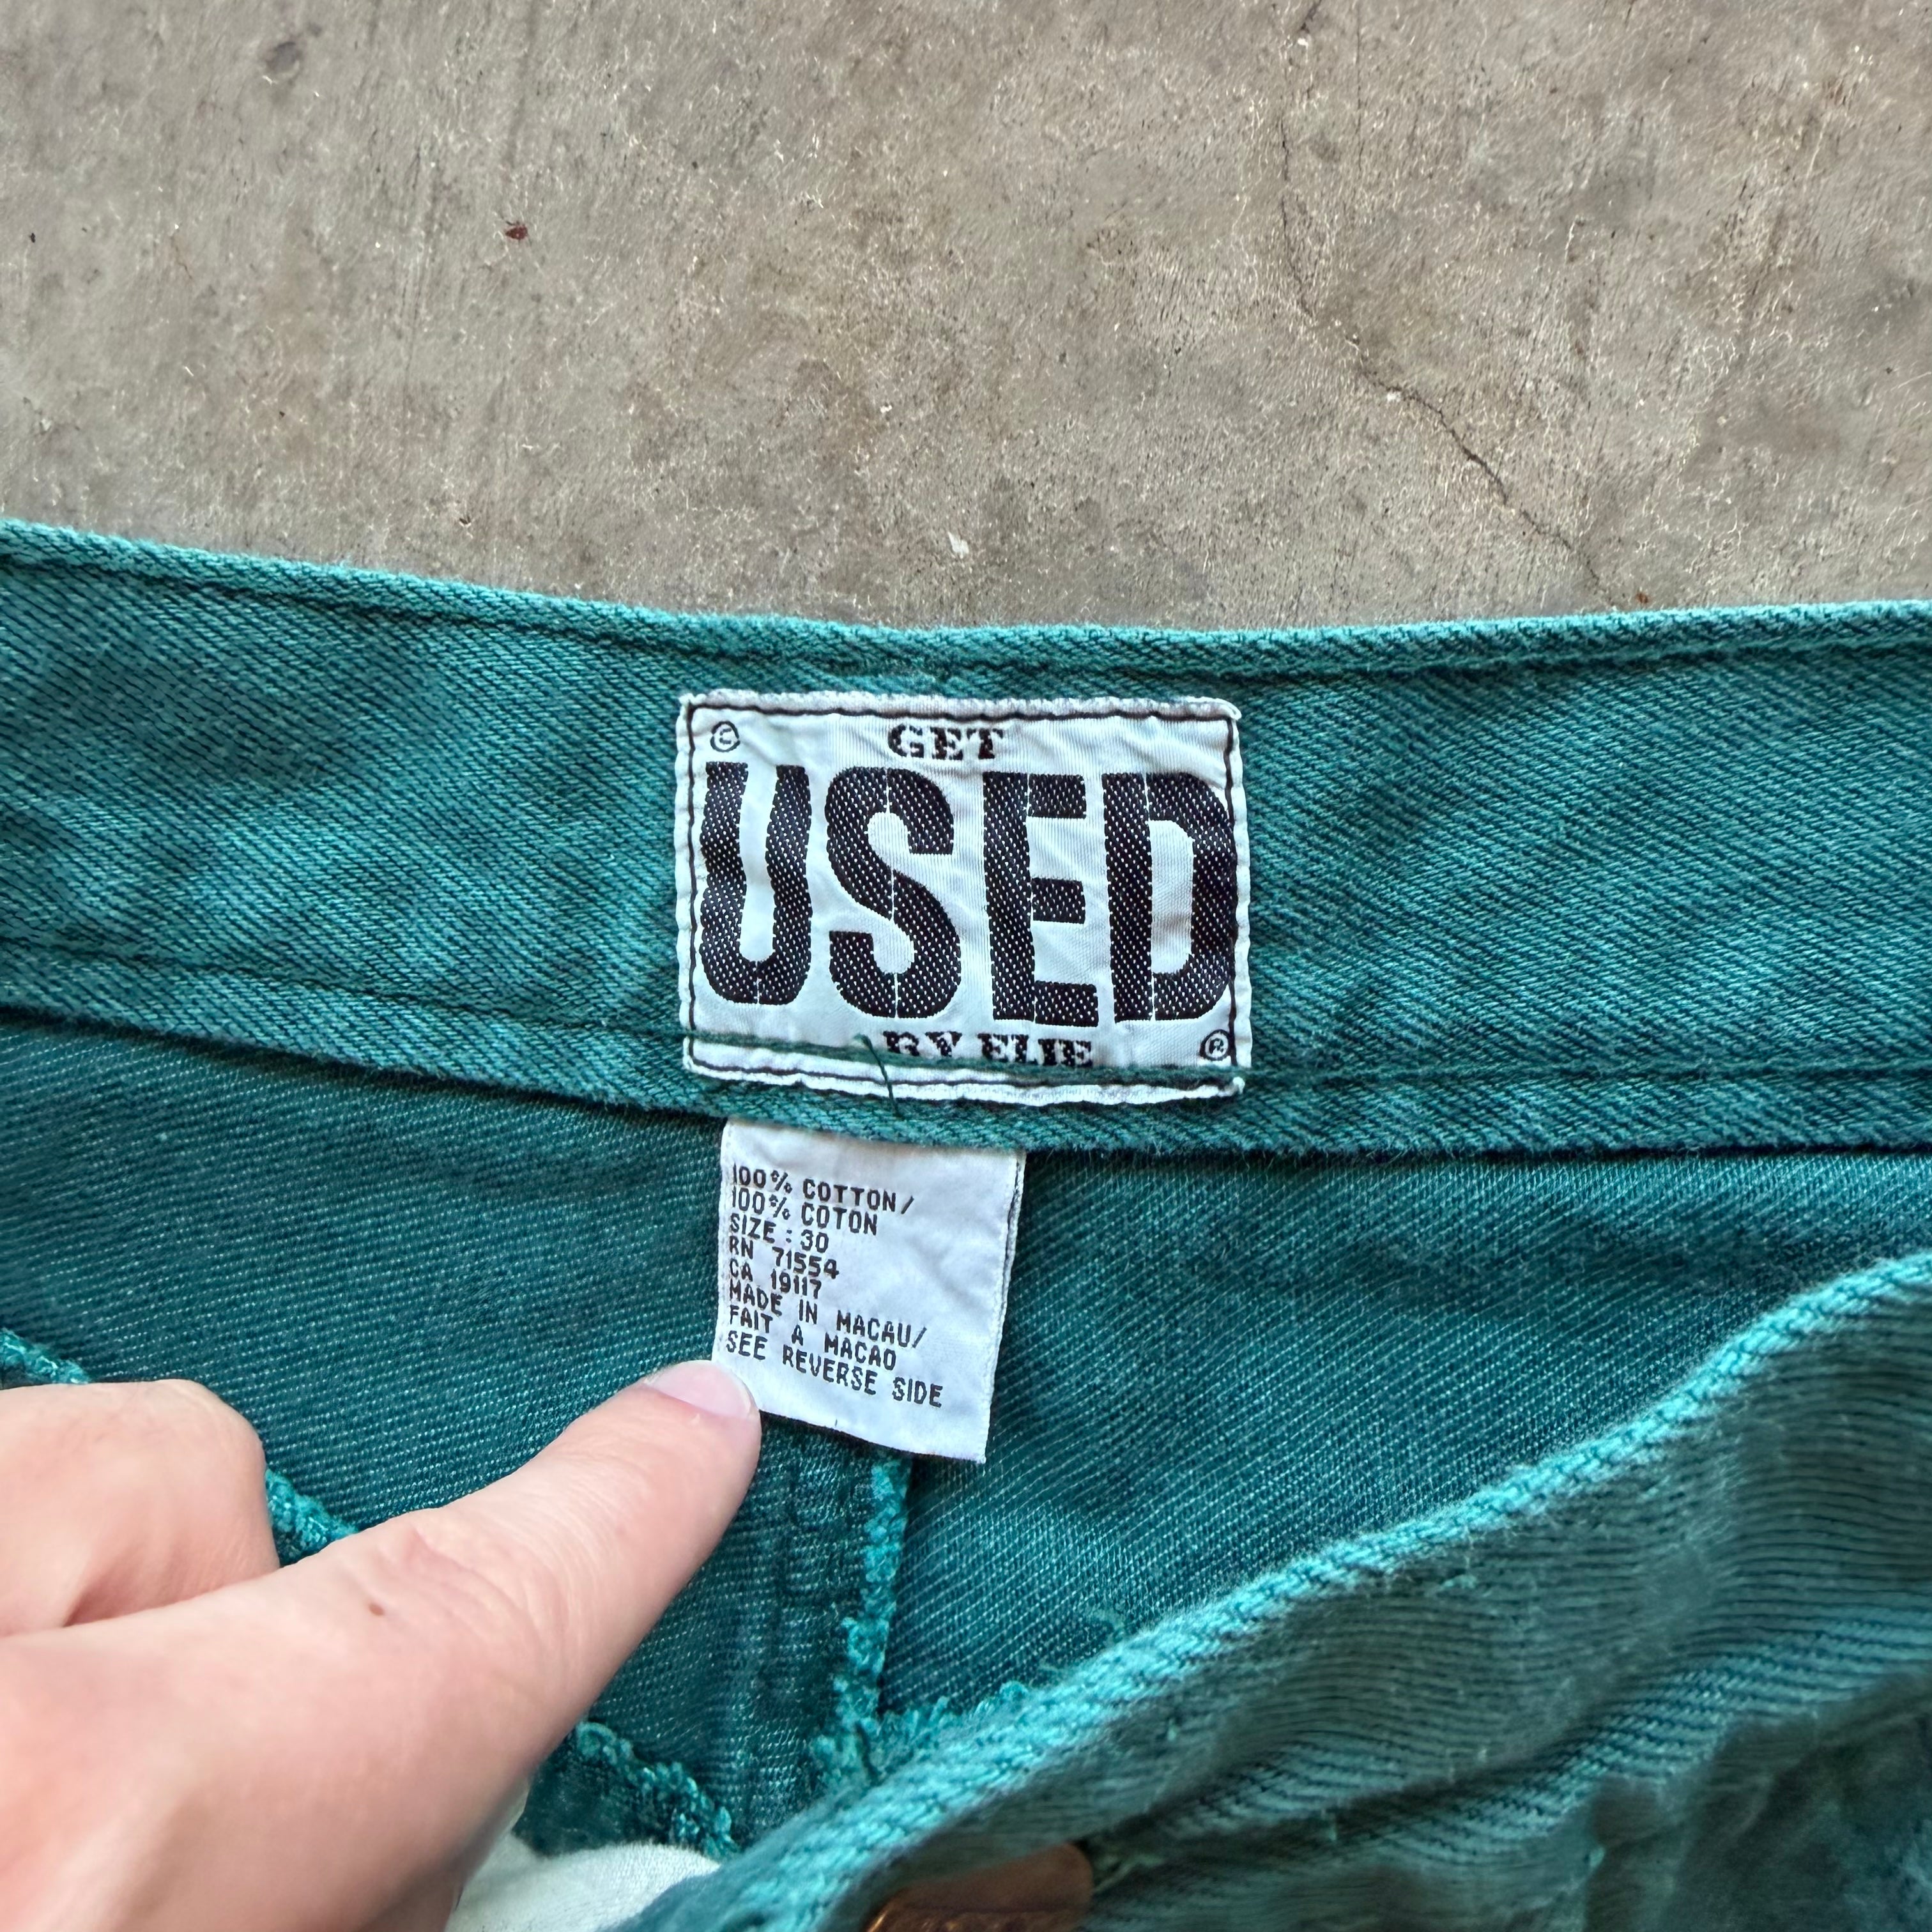 © GET
USED
BY ELIE ®
100% COTTON/
100% COTON
SIZE : 30
RN 71554
CA 19117
MADE IN MACAU/
FAIT A MACAO
SEE REVERSE SIDE